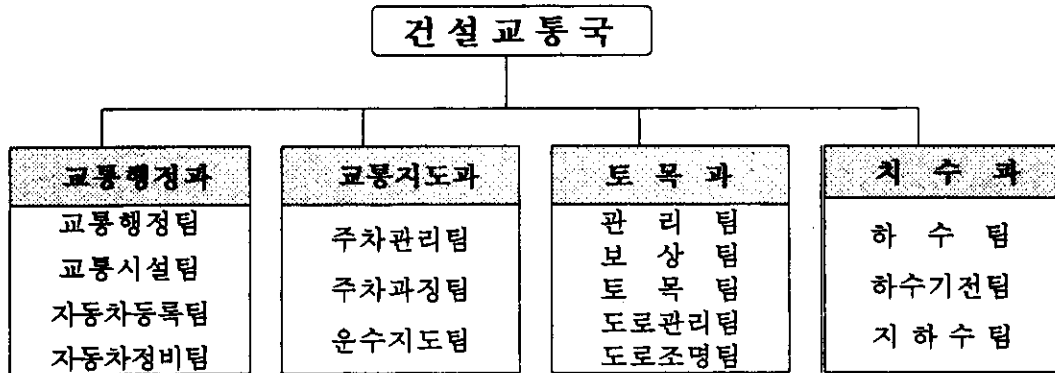 건설교통국
교통행정과
교통행정팀
교통시설팀
자동차등록팀
자동차정비팀
교통지도과
주차관리팀
주차과징팀
운수지도팀
토 목 과
관 리 팀
보 상 팀
토 목 팀
도로관리팀
도로조명팀
치 수 과
하 수 팀
하수기전팀
지 하 수 팀